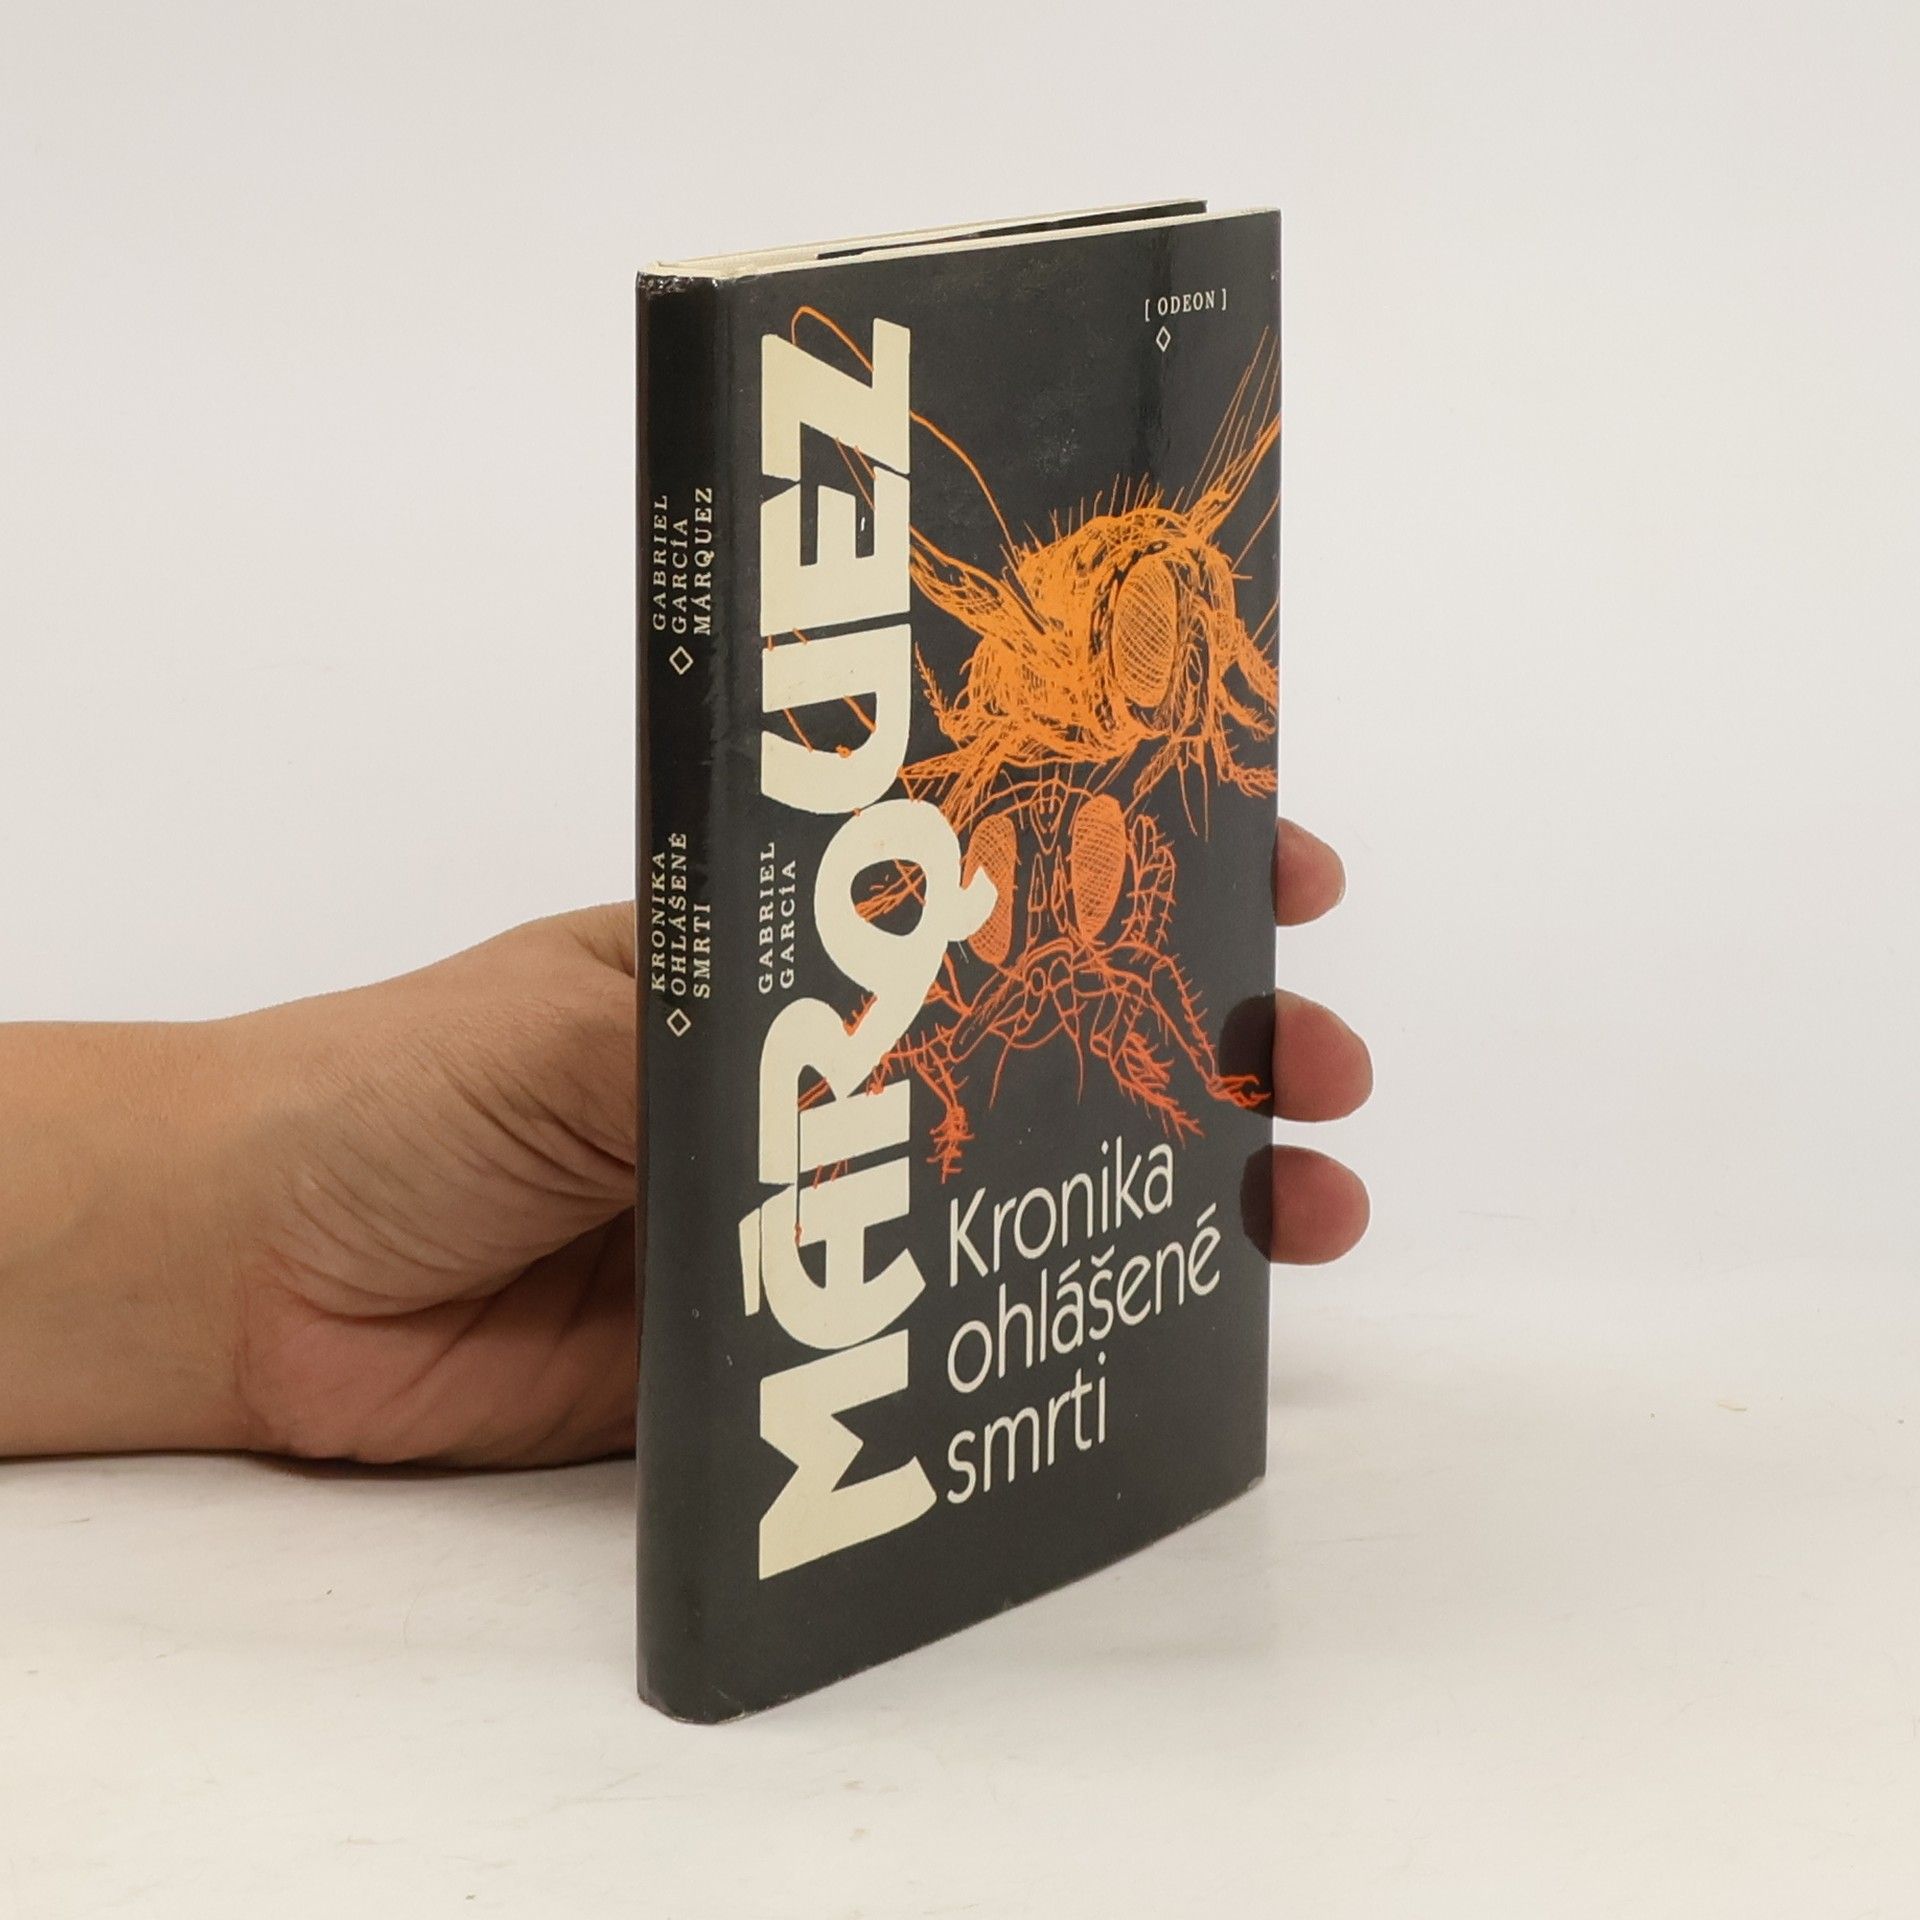 GABRIEL
GARCÍA
MÁRQUEZ
KRONIKA
OHLÁŠENÉ
SMRTI
[ ODEON ]
GABRIEL
GARCÍA
MÁRQUEZ
Kronika
ohlášené
smrti